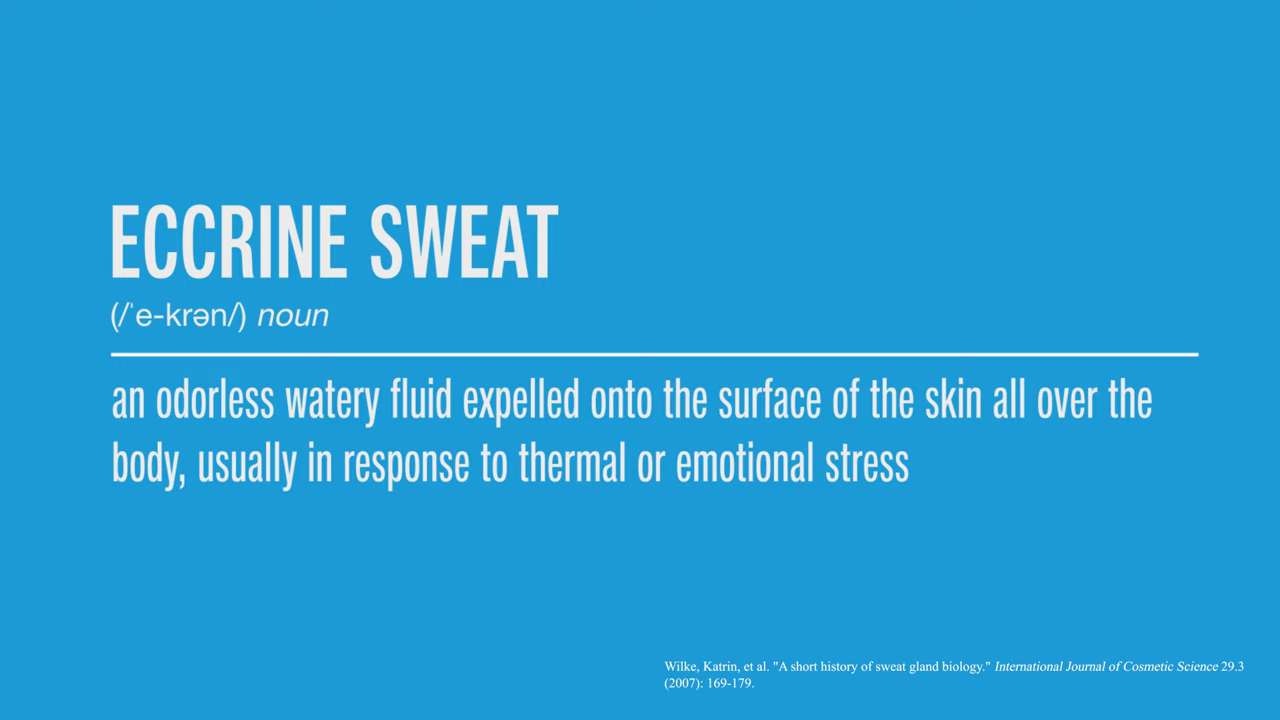 ECCRINE SWEAT
(/ˈe-krən/) noun
an odorless watery fluid expelled onto the surface of the skin all over the
body, usually in response to thermal or emotional stress
Wilke, Katrin, et al. "A short history of sweat gland biology." International Journal of Cosmetic Science 29.3
(2007): 169-179.